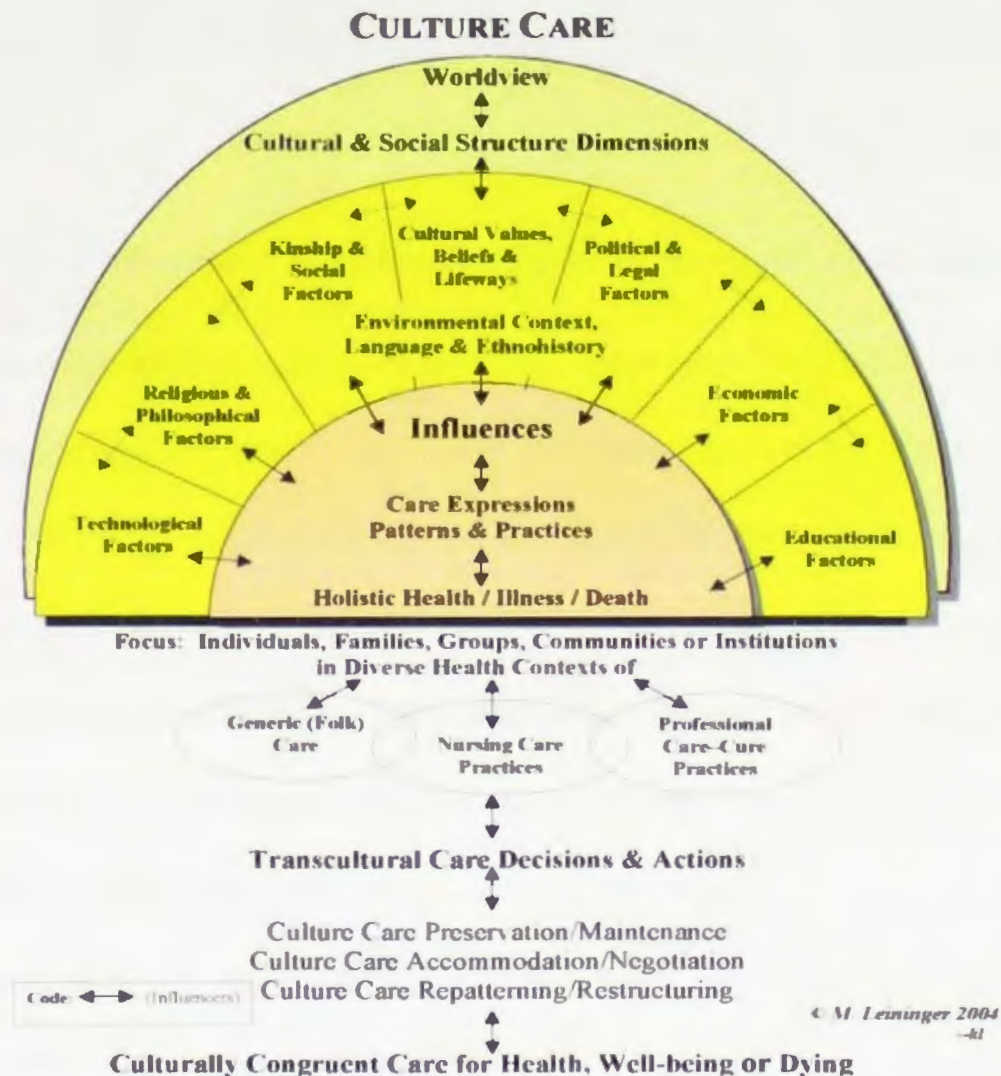 CULTURE CARE
Worldview
Cultural & Social Structure Dimensions
Kinship &
Social
Factors
Cultural Values,
Beliefs &
Lifeways
Political &
Legal
Factors
Environmental Context,
Language & Ethnohistory
Religious &
Philosophical
Factors
Economic
Factors
Technological
Factors
Educational
Factors
Influences
Care Expressions
Patterns & Practices
Holistic Health / Illness / Death
Focus: Individuals, Families, Groups, Communities or Institutions
in Diverse Health Contexts of
Generic (Folk)
Care
Nursing Care
Practices
Professional
Care-Cure
Practices
Transcultural Care Decisions & Actions
Culture Care Preservation/Maintenance
Culture Care Accommodation/Negotiation
Culture Care Repatterning/Restructuring
Code: (Influencers)
© M. Leininger 2004
--kl
Culturally Congruent Care for Health, Well-being or Dying